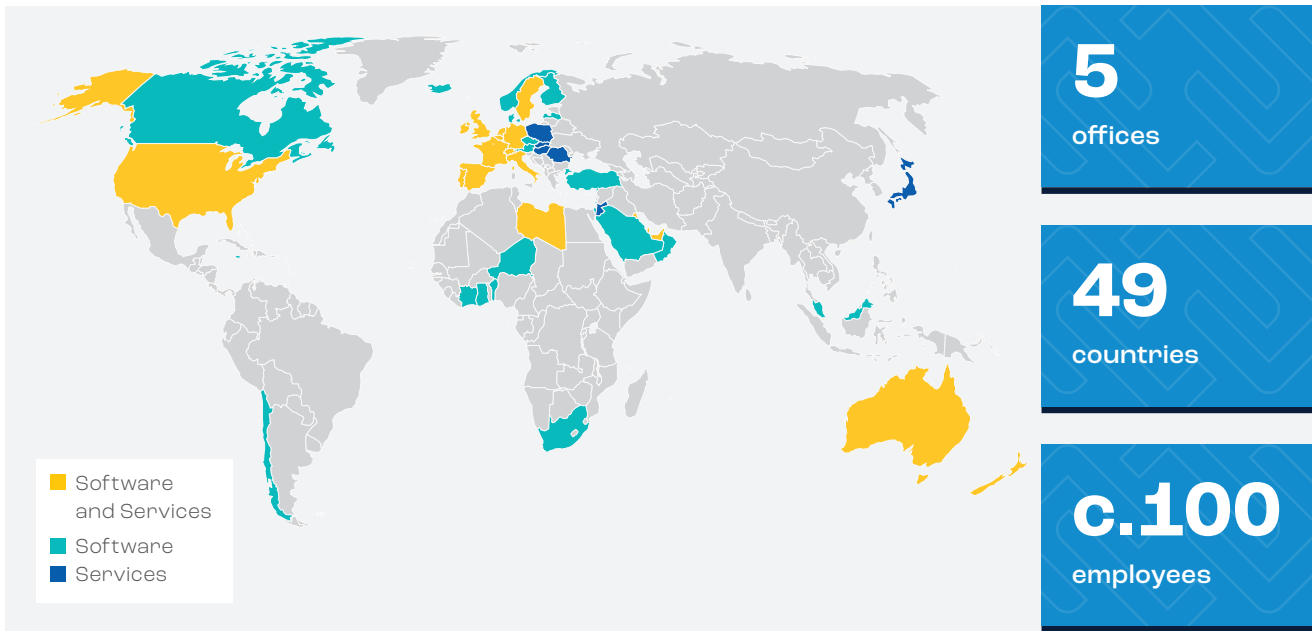 5
offices
49
countries
c.100
employees
Software
and Services
Software
Services